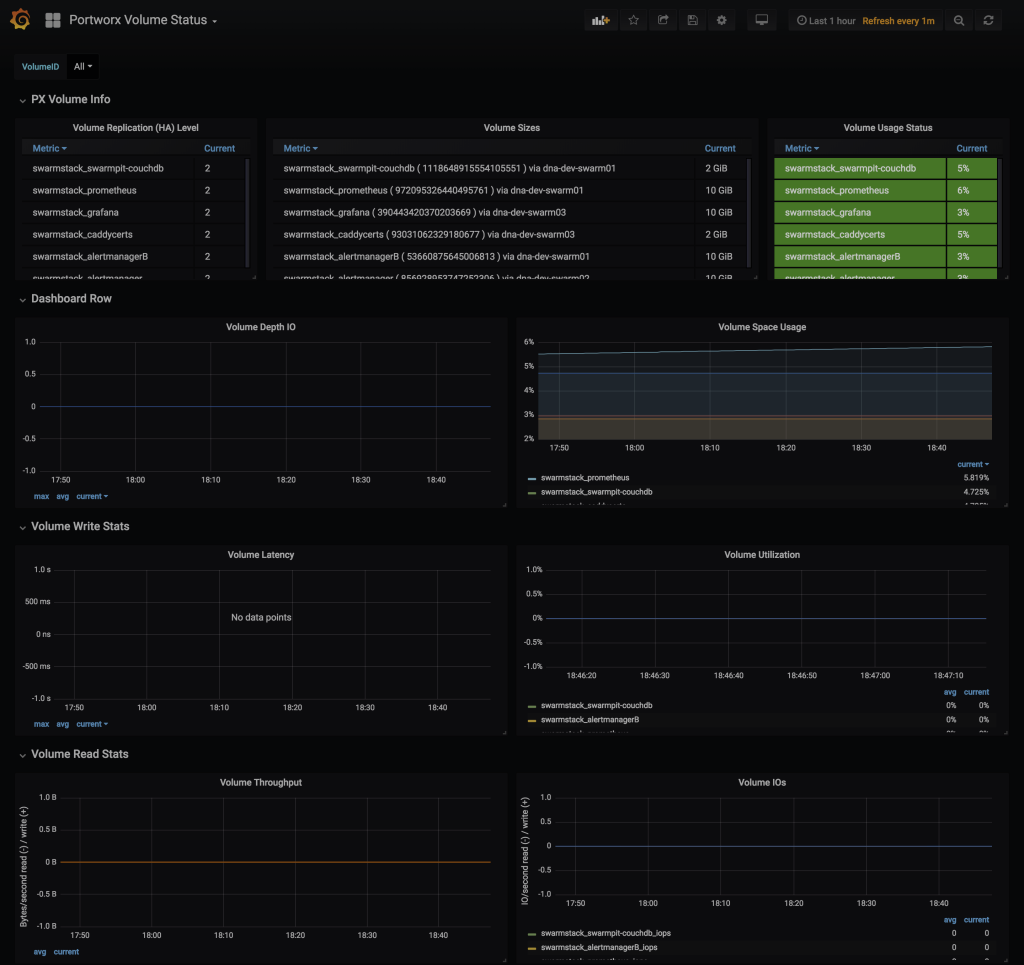 Portworx Volume Status
Last 1 hour Refresh every 1m
VolumeID All
PX Volume Info
Volume Replication (HA) Level
Metric Current
swarmstack_swarmpit-couchdb 2
swarmstack_prometheus 2
swarmstack_grafana 2
swarmstack_caddycerts 2
swarmstack_alertmanagerB 2
swarmstack_alertmanager 2
Volume Sizes
Metric Current
swarmstack_swarmpit-couchdb ( 1118648915554105551 ) via dna-dev-swarm01 2 GiB
swarmstack_prometheus ( 972095326440495761 ) via dna-dev-swarm01 10 GiB
swarmstack_grafana ( 390443420370203669 ) via dna-dev-swarm03 10 GiB
swarmstack_caddycerts ( 93031062329180677 ) via dna-dev-swarm03 2 GiB
swarmstack_alertmanagerB ( 53660875645006813 ) via dna-dev-swarm01 10 GiB
swarmstack_alertmanager ( 856928953747252306 ) via dna-dev-swarm02 10 GiB
Volume Usage Status
Metric Current
swarmstack_swarmpit-couchdb 5%
swarmstack_prometheus 6%
swarmstack_grafana 3%
swarmstack_caddycerts 5%
swarmstack_alertmanagerB 3%
swarmstack_alertmanager 3%
Dashboard Row
Volume Depth IO
1.0
0.5
0
-0.5
-1.0
17:50 18:00 18:10 18:20 18:30 18:40
max avg current
Volume Space Usage
6%
5%
4%
3%
2%
17:50 18:00 18:10 18:20 18:30 18:40
current
swarmstack_prometheus 5.819%
swarmstack_swarmpit-couchdb 4.725%
Volume Write Stats
Volume Latency
1.0 s
500 ms
No data points
0 ns
-500 ms
-1.0 s
17:50 18:00 18:10 18:20 18:30 18:40
max avg current
Volume Utilization
1.0%
0.5%
0%
-0.5%
-1.0%
18:46:20 18:46:30 18:46:40 18:46:50 18:47:00 18:47:10
avg current
swarmstack_swarmpit-couchdb 0% 0%
swarmstack_alertmanagerB 0% 0%
Volume Read Stats
Volume Throughput
Bytes/second read (-) / write (+)
1.0 B
0.5 B
0 B
-0.5 B
-1.0 B
17:50 18:00 18:10 18:20 18:30 18:40
avg current
Volume IOs
IO/second read (-) / write (+)
1.0
0.5
0
-0.5
-1.0
17:50 18:00 18:10 18:20 18:30 18:40
avg current
swarmstack_swarmpit-couchdb_iops 0 0
swarmstack_alertmanagerB_iops 0 0